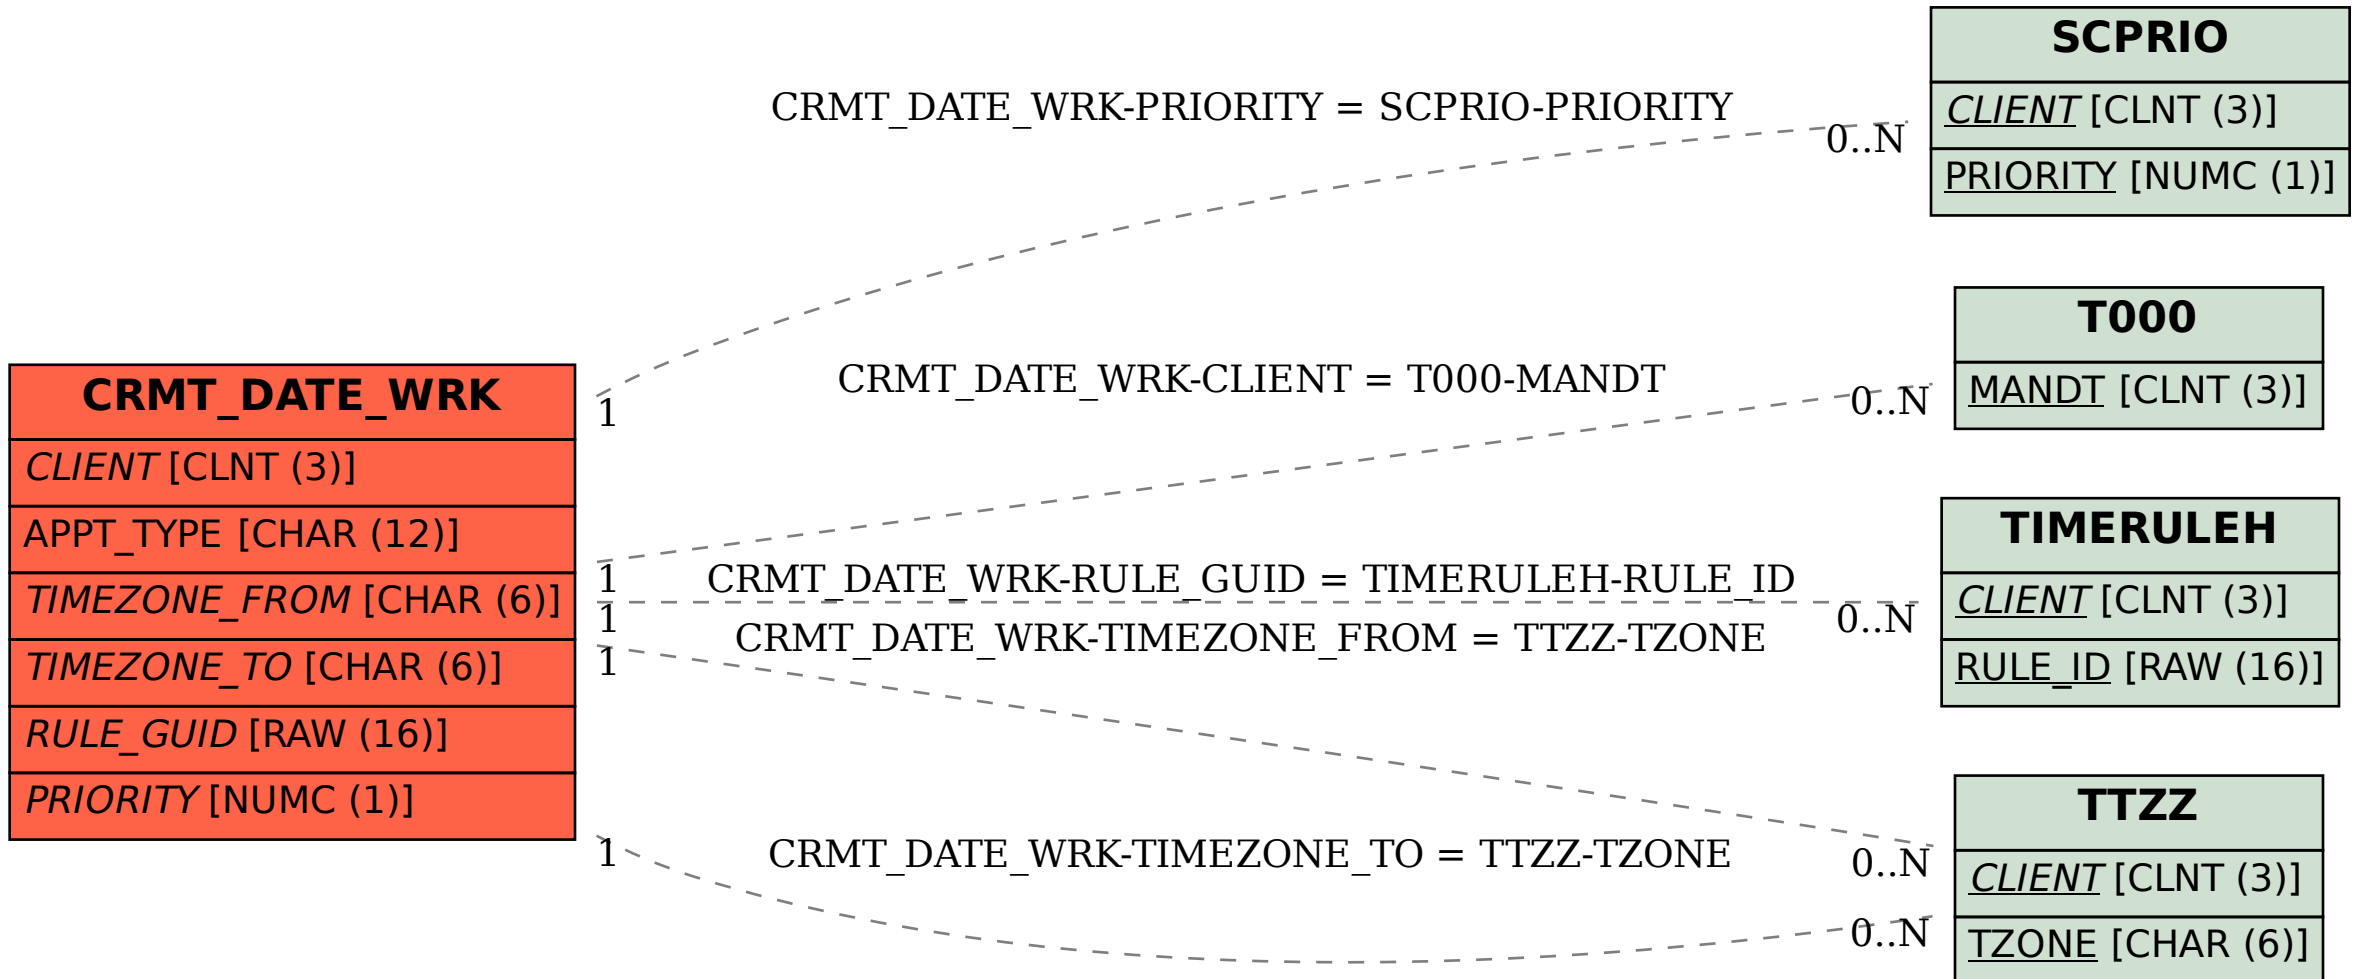 SCPRIO
CLIENT [CLNT (3)]
PRIORITY [NUMC (1)]
CRMT_DATE_WRK-PRIORITY = SCPRIO-PRIORITY
0..N
1
T000
MANDT [CLNT (3)]
CRMT_DATE_WRK-CLIENT = T000-MANDT
0..N
1
CRMT_DATE_WRK
CLIENT [CLNT (3)]
APPT_TYPE [CHAR (12)]
TIMEZONE_FROM [CHAR (6)]
TIMEZONE_TO [CHAR (6)]
RULE_GUID [RAW (16)]
PRIORITY [NUMC (1)]
TIMERULEH
CLIENT [CLNT (3)]
RULE_ID [RAW (16)]
CRMT_DATE_WRK-RULE_GUID = TIMERULEH-RULE_ID
0..N
1
CRMT_DATE_WRK-TIMEZONE_FROM = TTZZ-TZONE
1
0..N
TTZZ
CLIENT [CLNT (3)]
TZONE [CHAR (6)]
CRMT_DATE_WRK-TIMEZONE_TO = TTZZ-TZONE
1
0..N